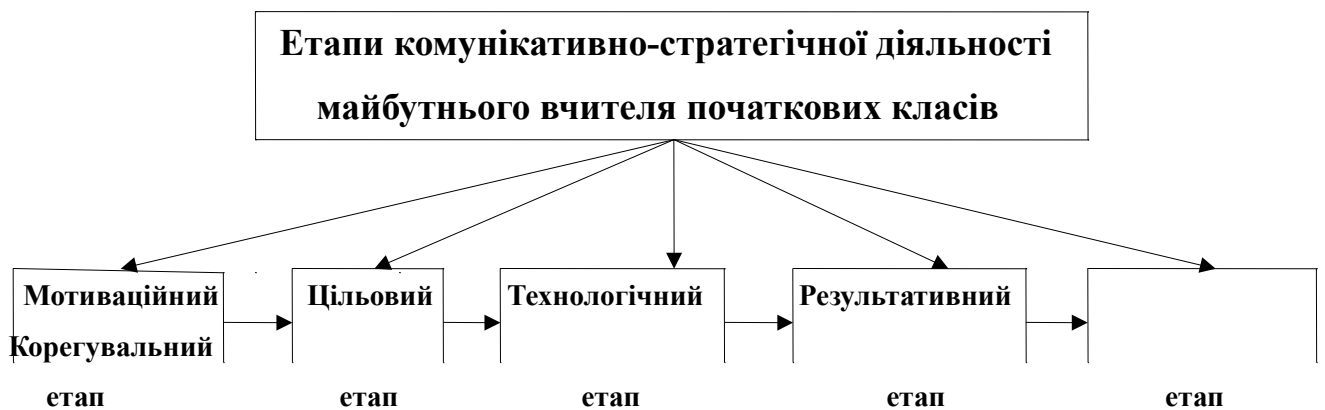 Етапи комунікативно-стратегічної діяльності
майбутнього вчителя початкових класів
Мотиваційний Цільовий Технологічний Результативний
Корегувальний
етап етап етап етап етап